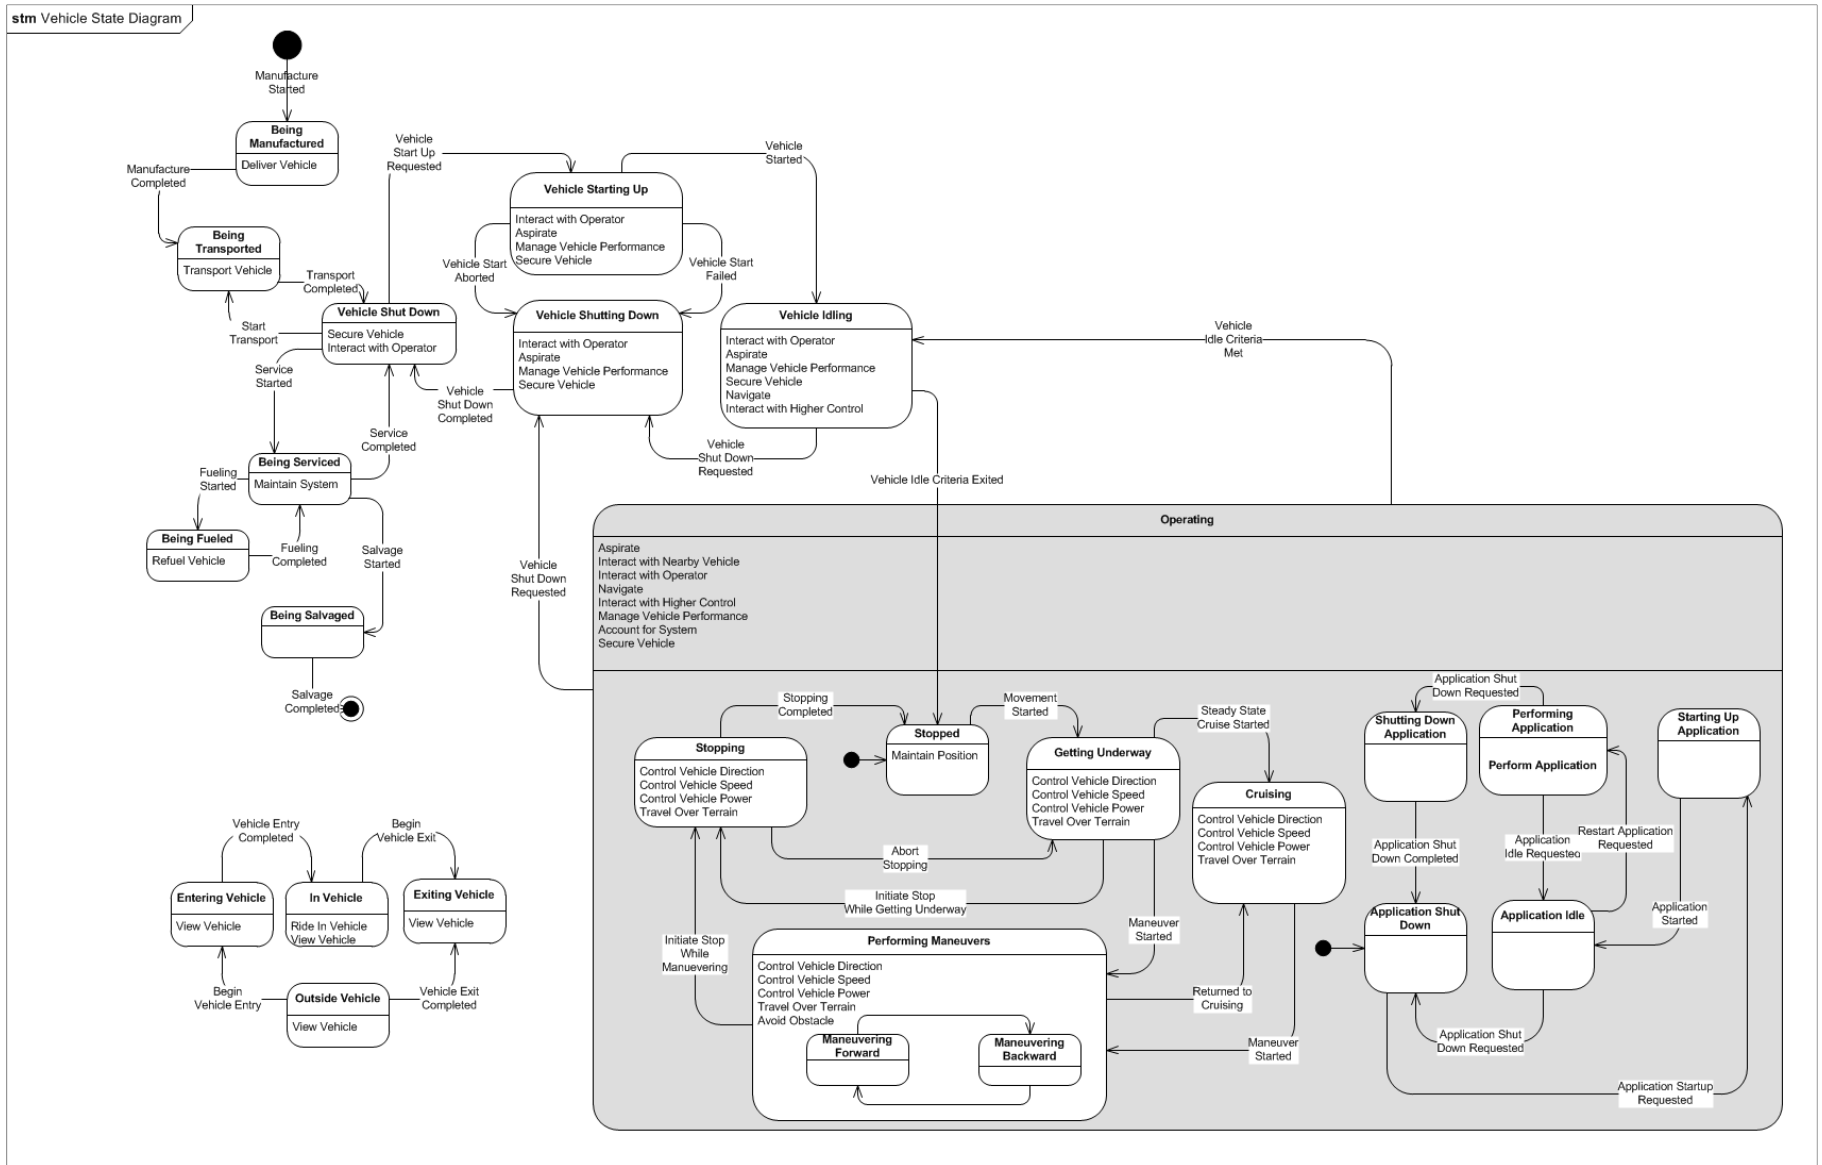 stm Vehicle State Diagram
Manufacture
Started
Being
Manufactured
Deliver Vehicle
Manufacture
Completed
Being
Transported
Transport Vehicle
Transport
Completed
Start
Transport
Vehicle Shut Down
Secure Vehicle
Interact with Operator
Service
Started
Service
Completed
Being Serviced
Maintain System
Fueling
Started
Being Fueled
Refuel Vehicle
Fueling
Completed
Salvage
Started
Being Salvaged
Salvage
Completed
Vehicle
Start Up
Requested
Vehicle Starting Up
Interact with Operator
Aspirate
Manage Vehicle Performance
Secure Vehicle
Vehicle
Started
Vehicle Start
Aborted
Vehicle Start
Failed
Vehicle Shutting Down
Interact with Operator
Aspirate
Manage Vehicle Performance
Secure Vehicle
Vehicle
Shut Down
Completed
Vehicle Idling
Interact with Operator
Aspirate
Manage Vehicle Performance
Secure Vehicle
Navigate
Interact with Higher Control
Vehicle
Shut Down
Requested
Vehicle
Idle Criteria
Met
Vehicle Idle Criteria Exited
Vehicle
Shut Down
Requested
Operating
Aspirate
Interact with Nearby Vehicle
Interact with Operator
Navigate
Interact with Higher Control
Manage Vehicle Performance
Account for System
Secure Vehicle
Stopping
Completed
Movement
Started
Steady State
Cruise Started
Stopping
Control Vehicle Direction
Control Vehicle Speed
Control Vehicle Power
Travel Over Terrain
Stopped
Maintain Position
Getting Underway
Control Vehicle Direction
Control Vehicle Speed
Control Vehicle Power
Travel Over Terrain
Cruising
Control Vehicle Direction
Control Vehicle Speed
Control Vehicle Power
Travel Over Terrain
Abort
Stopping
Initiate Stop
While Getting Underway
Initiate Stop
While
Manuevering
Maneuver
Started
Performing Maneuvers
Control Vehicle Direction
Control Vehicle Speed
Control Vehicle Power
Travel Over Terrain
Avoid Obstacle
Maneuvering
Forward
Maneuvering
Backward
Returned to
Cruising
Maneuver
Started
Application Shut
Down Requested
Shutting Down
Application
Performing
Application
Perform Application
Starting Up
Application
Application Shut
Down Completed
Application
Idle Requested
Restart Application
Requested
Application Shut
Down
Application Idle
Application
Started
Application Shut
Down Requested
Application Startup
Requested
Vehicle Entry
Completed
Begin
Vehicle Exit
Entering Vehicle
View Vehicle
In Vehicle
Ride In Vehicle
View Vehicle
Exiting Vehicle
View Vehicle
Begin
Vehicle Entry
Outside Vehicle
View Vehicle
Vehicle Exit
Completed